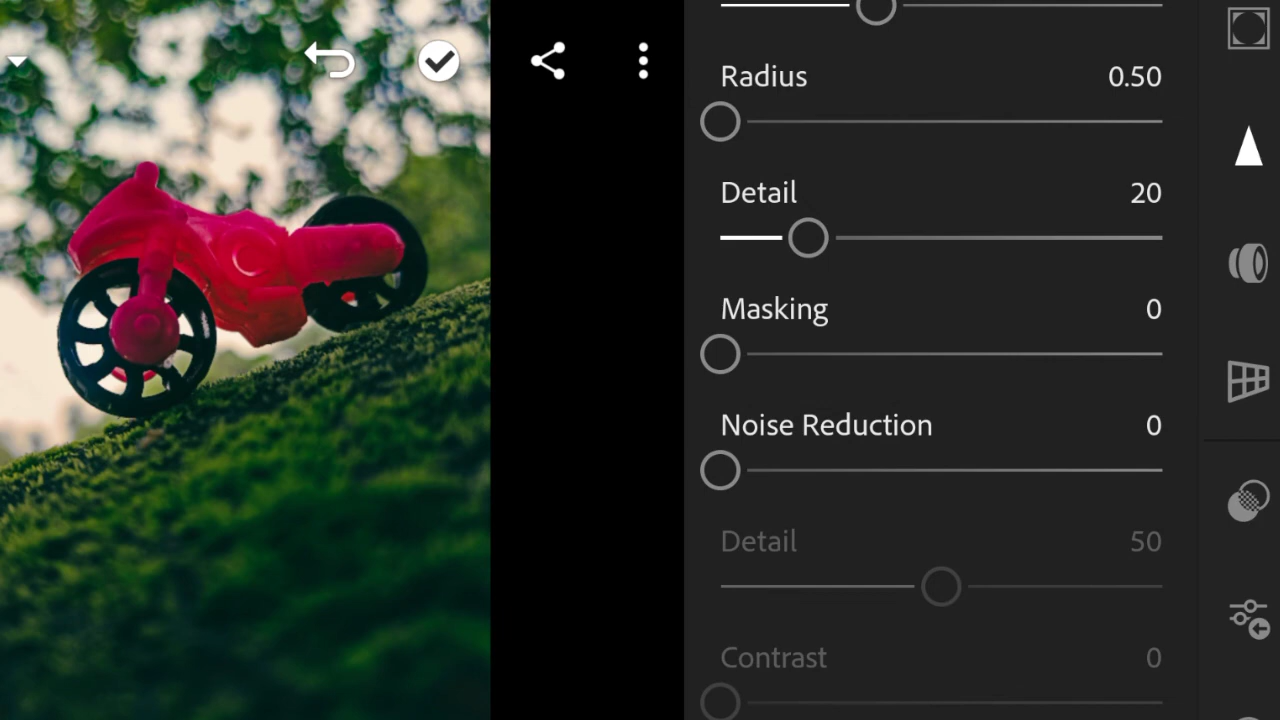 Radius 0.50
Detail 20
Masking 0
Noise Reduction 0
Detail 50
Contrast 0